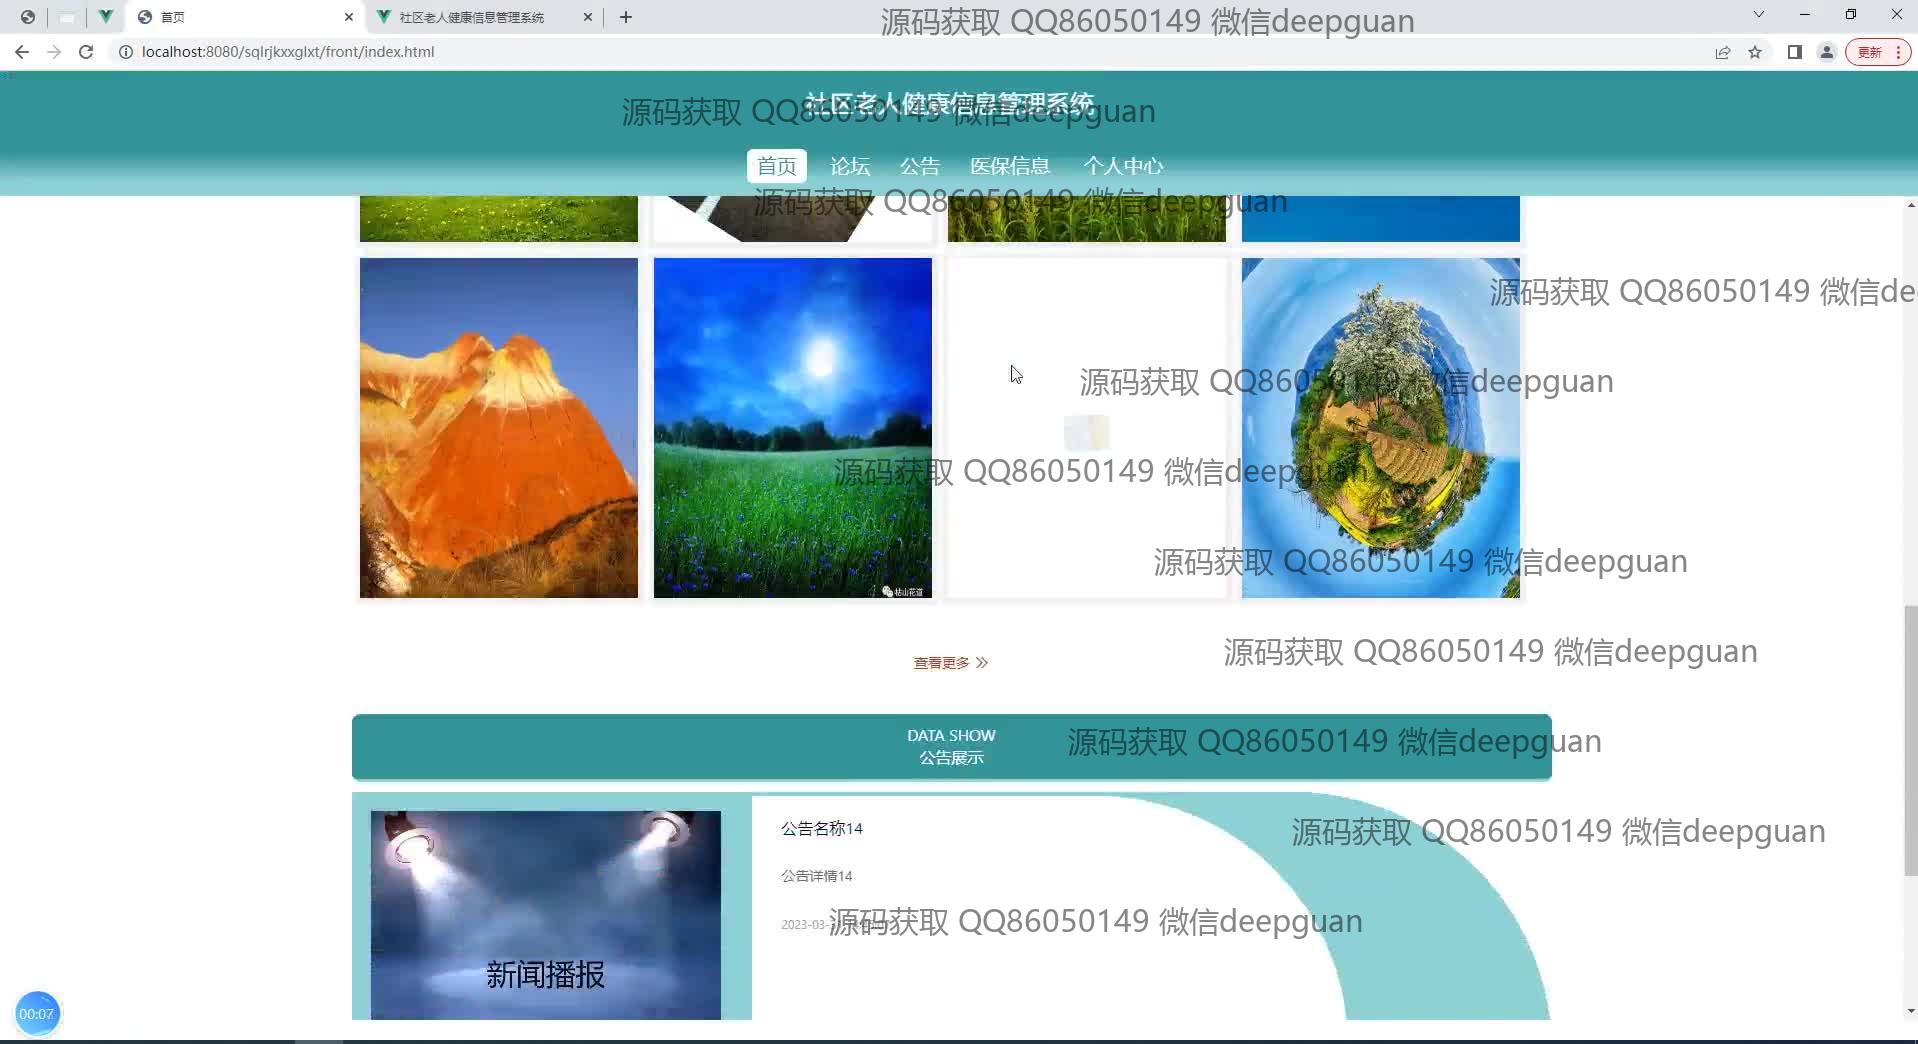 首页
社区老人健康信息管理系统
源码获取 QQ86050149 微信deepguan
localhost:8080/sqlrjkxxglxt/front/index.html
更新
社区老人健康信息管理系统
源码获取 QQ86050149 微信deepguan
首页 论坛 公告 医保信息 个人中心
源码获取 QQ86050149 微信deepguan
源码获取 QQ86050149 微信de
源码获取 QQ86050149 微信deepguan
源码获取 QQ86050149 微信deepguan
源码获取 QQ86050149 微信deepguan
枯山花道
源码获取 QQ86050149 微信deepguan
查看更多
DATA SHOW
公告展示
源码获取 QQ86050149 微信deepguan
公告名称14
源码获取 QQ86050149 微信deepguan
公告详情14
源码获取 QQ86050149 微信deepguan
新闻播报
00:07